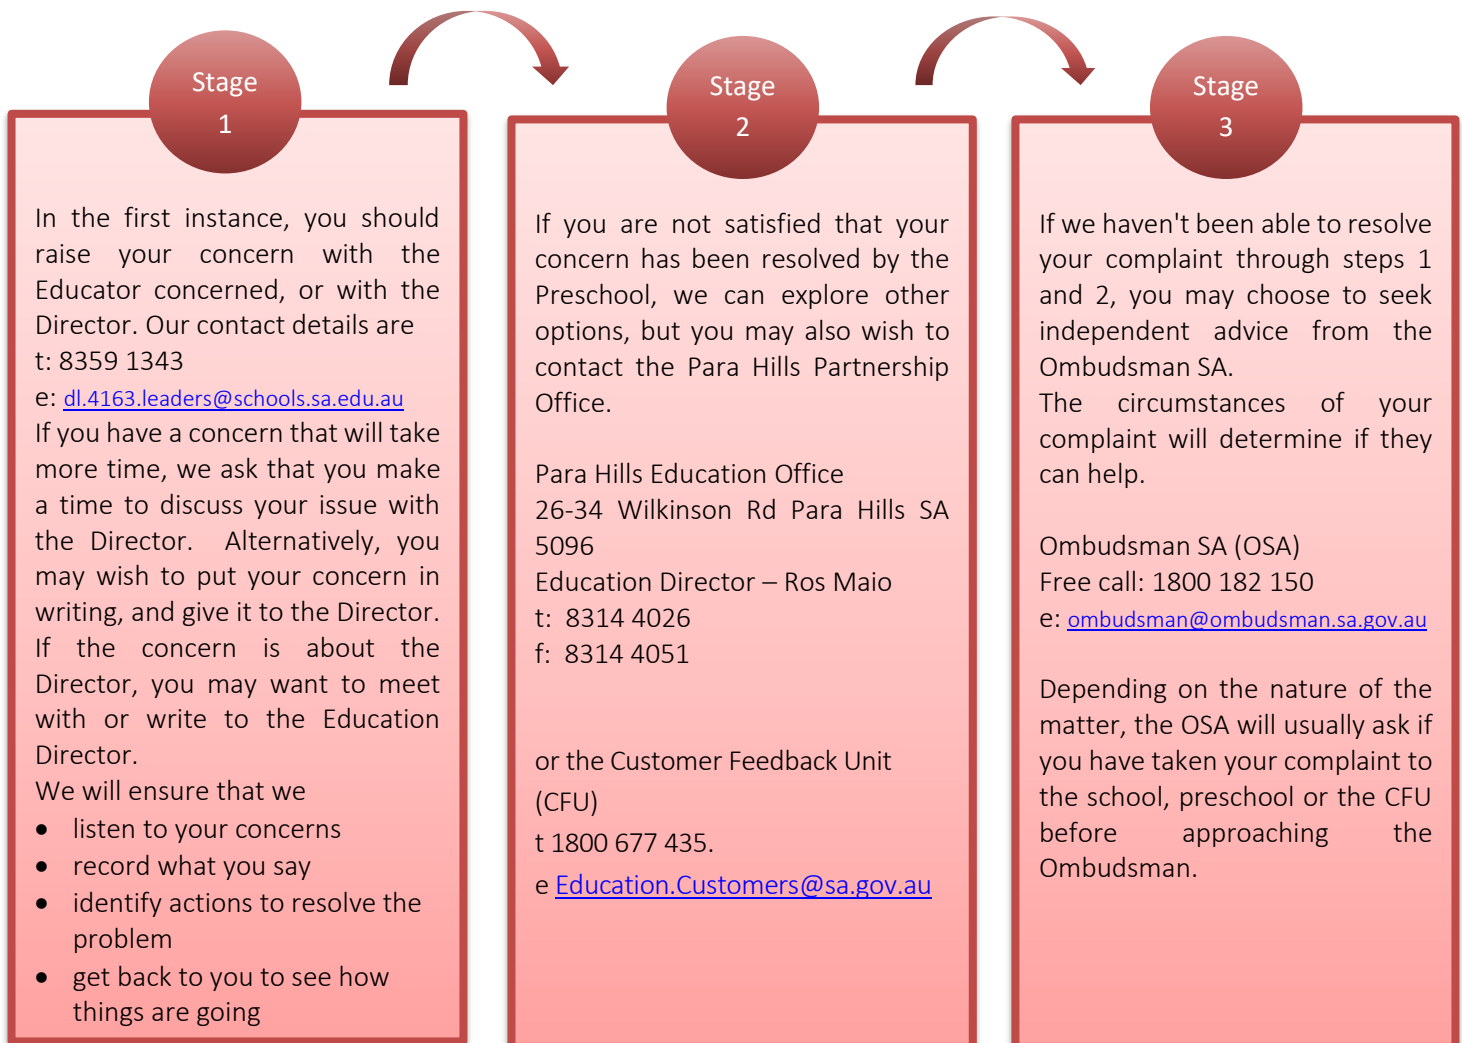 Stage
1
In the first instance, you should
raise your concern with the
Educator concerned, or with the
Director. Our contact details are
t: 8359 1343
e: dl.4163.leaders@schools.sa.edu.au
If you have a concern that will take
more time, we ask that you make
a time to discuss your issue with
the Director. Alternatively, you
may wish to put your concern in
writing, and give it to the Director.
If the concern is about the
Director, you may want to meet
with or write to the Education
Director.
We will ensure that we
• listen to your concerns
• record what you say
• identify actions to resolve the
problem
• get back to you to see how
things are going
Stage
2
If you are not satisfied that your
concern has been resolved by the
Preschool, we can explore other
options, but you may also wish to
contact the Para Hills Partnership
Office.
Para Hills Education Office
26-34 Wilkinson Rd Para Hills SA
5096
Education Director – Ros Maio
t: 8314 4026
f: 8314 4051
or the Customer Feedback Unit
(CFU)
t 1800 677 435.
e Education.Customers@sa.gov.au
Stage
3
If we haven't been able to resolve
your complaint through steps 1
and 2, you may choose to seek
independent advice from the
Ombudsman SA.
The circumstances of your
complaint will determine if they
can help.
Ombudsman SA (OSA)
Free call: 1800 182 150
e: ombudsman@ombudsman.sa.gov.au
Depending on the nature of the
matter, the OSA will usually ask if
you have taken your complaint to
the school, preschool or the CFU
before approaching the
Ombudsman.